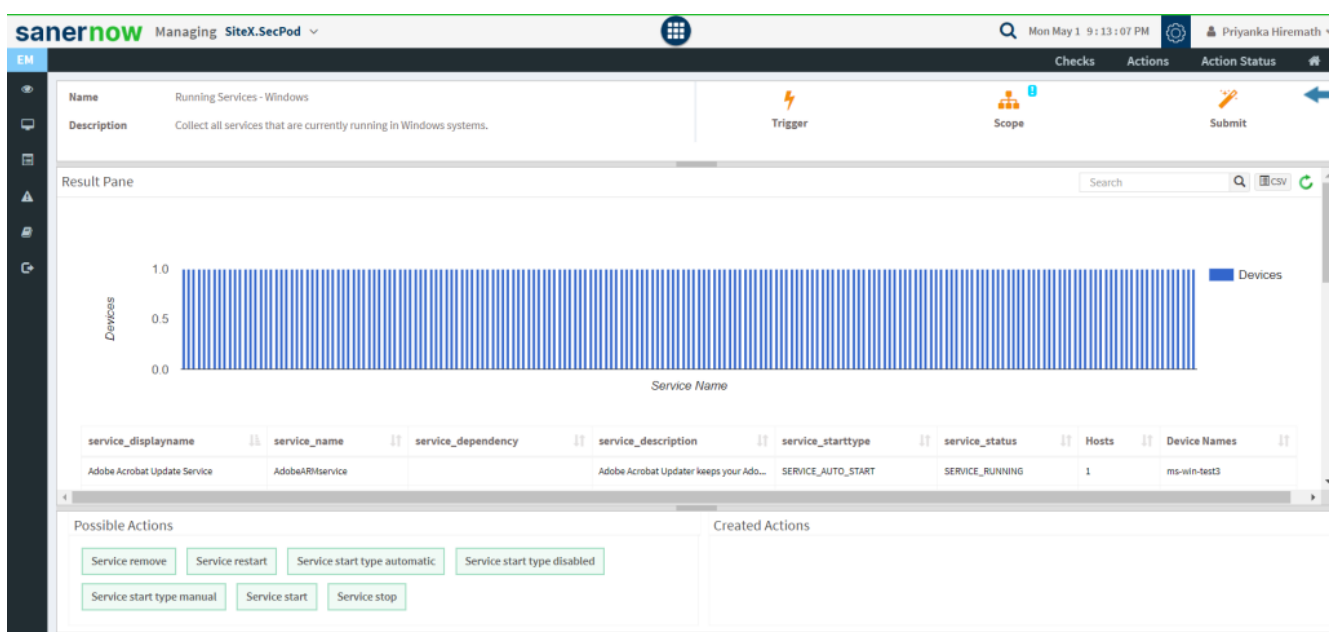 sanernow Managing SiteX.SecPod Mon May 1 9:13:07 PM Priyanka Hiremath
EM Checks Actions Action Status
Name Running Services - Windows
Description Collect all services that are currently running in Windows systems.
Trigger Scope Submit
Result Pane Search CSV
1.0
0.5
0.0
Devices
Devices
Service Name
service_displayname service_name service_dependency service_description service_starttype service_status Hosts Device Names
Adobe Acrobat Update Service AdobeARMservice Adobe Acrobat Updater keeps your Ado... SERVICE_AUTO_START SERVICE_RUNNING 1 ms-win-test3
Possible Actions Created Actions
Service remove Service restart Service start type automatic Service start type disabled
Service start type manual Service start Service stop